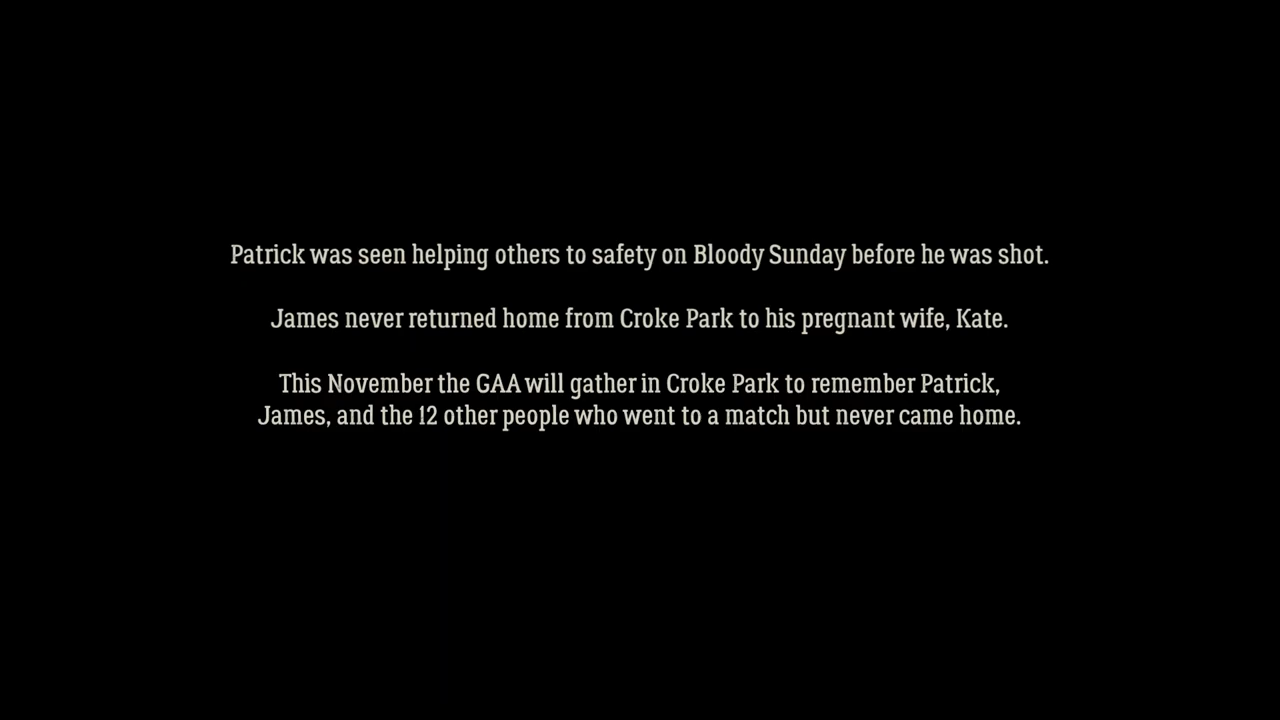 Patrick was seen helping others to safety on Bloody Sunday before he was shot.
James never returned home from Croke Park to his pregnant wife, Kate.
This November the GAA will gather in Croke Park to remember Patrick,
James, and the 12 other people who went to a match but never came home.